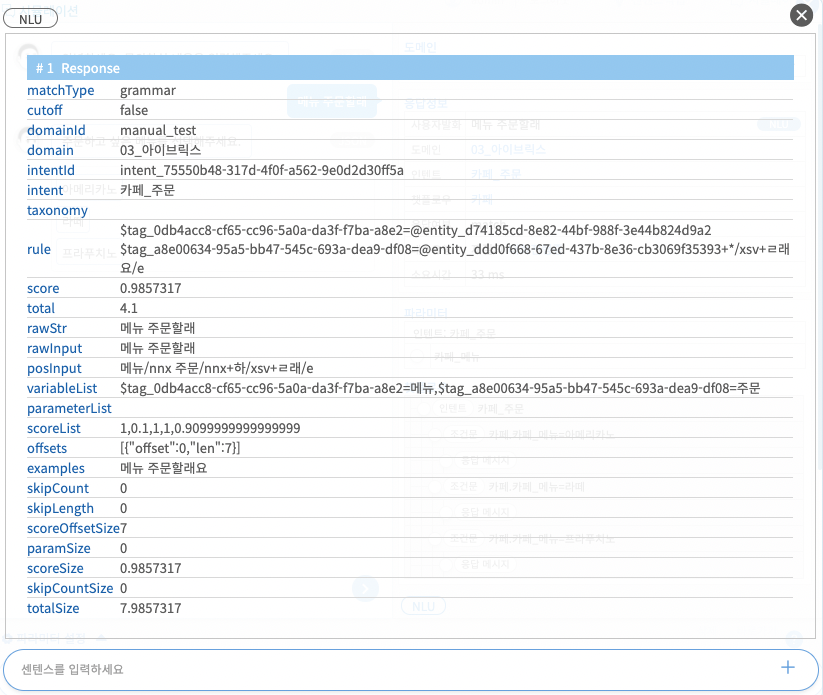 NLU
# 1 Response
matchType grammar
cutoff false
domainId manual_test
domain 03_아이브릭스
intentId intent_75550b48-317d-4f0f-a562-9e0d2d30ff5a
intent 카페_주문
taxonomy
$tag_0db4acc8-cf65-cc96-5a0a-da3f-f7ba-a8e2=@entity_d74185cd-8e82-44bf-988f-3e44b824d9a2
rule $tag_a8e00634-95a5-bb47-545c-693a-dea9-df08=@entity_ddd0f668-67ed-437b-8e36-cb3069f35393+*/xsv+ㄹ래
요/e
score 0.9857317
total 4.1
rawStr 메뉴 주문할래
rawInput 메뉴 주문할래
posInput 메뉴/nnx 주문/nnx+하/xsv+ㄹ래/e
variableList $tag_0db4acc8-cf65-cc96-5a0a-da3f-f7ba-a8e2=메뉴,$tag_a8e00634-95a5-bb47-545c-693a-dea9-df08=주문
parameterList
scoreList 1,0.1,1,1,0.9099999999999999
offsets [{"offset":0,"len":7}]
examples 메뉴 주문할래요
skipCount 0
skipLength 0
scoreOffsetSize7
paramSize 0
scoreSize 0.9857317
skipCountSize 0
totalSize 7.9857317
센텐스를 입력하세요